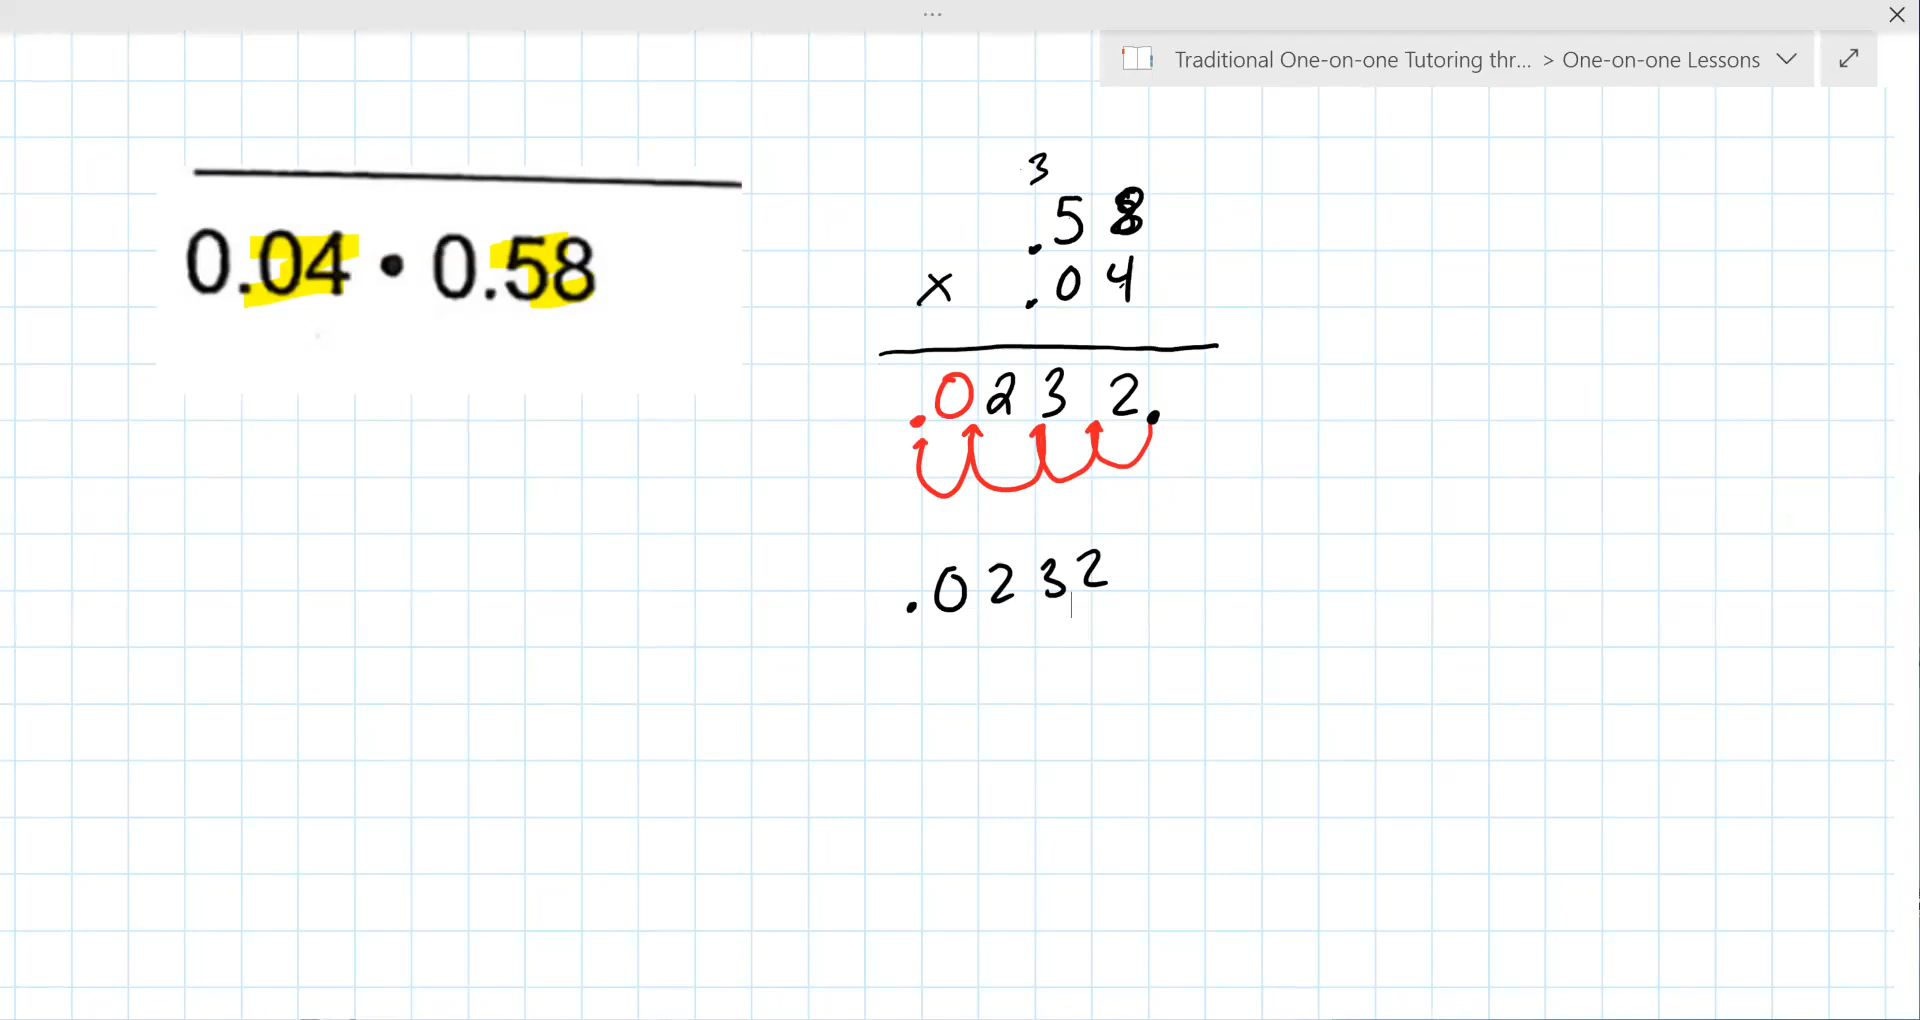 ...
Traditional One-on-one Tutoring thr... > One-on-one Lessons
0.04 • 0.58
3
.58
x .04
.0232.
.0232